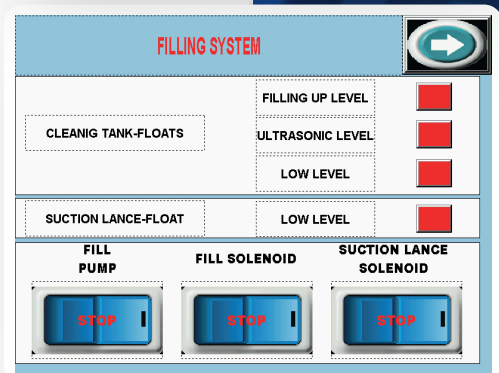 FILLING SYSTEM
FILLING UP LEVEL
CLEANIG TANK-FLOATS
ULTRASONIC LEVEL
LOW LEVEL
SUCTION LANCE-FLOAT
LOW LEVEL
FILL
PUMP
FILL SOLENOID
SUCTION LANCE
SOLENOID
STOP
STOP
STOP